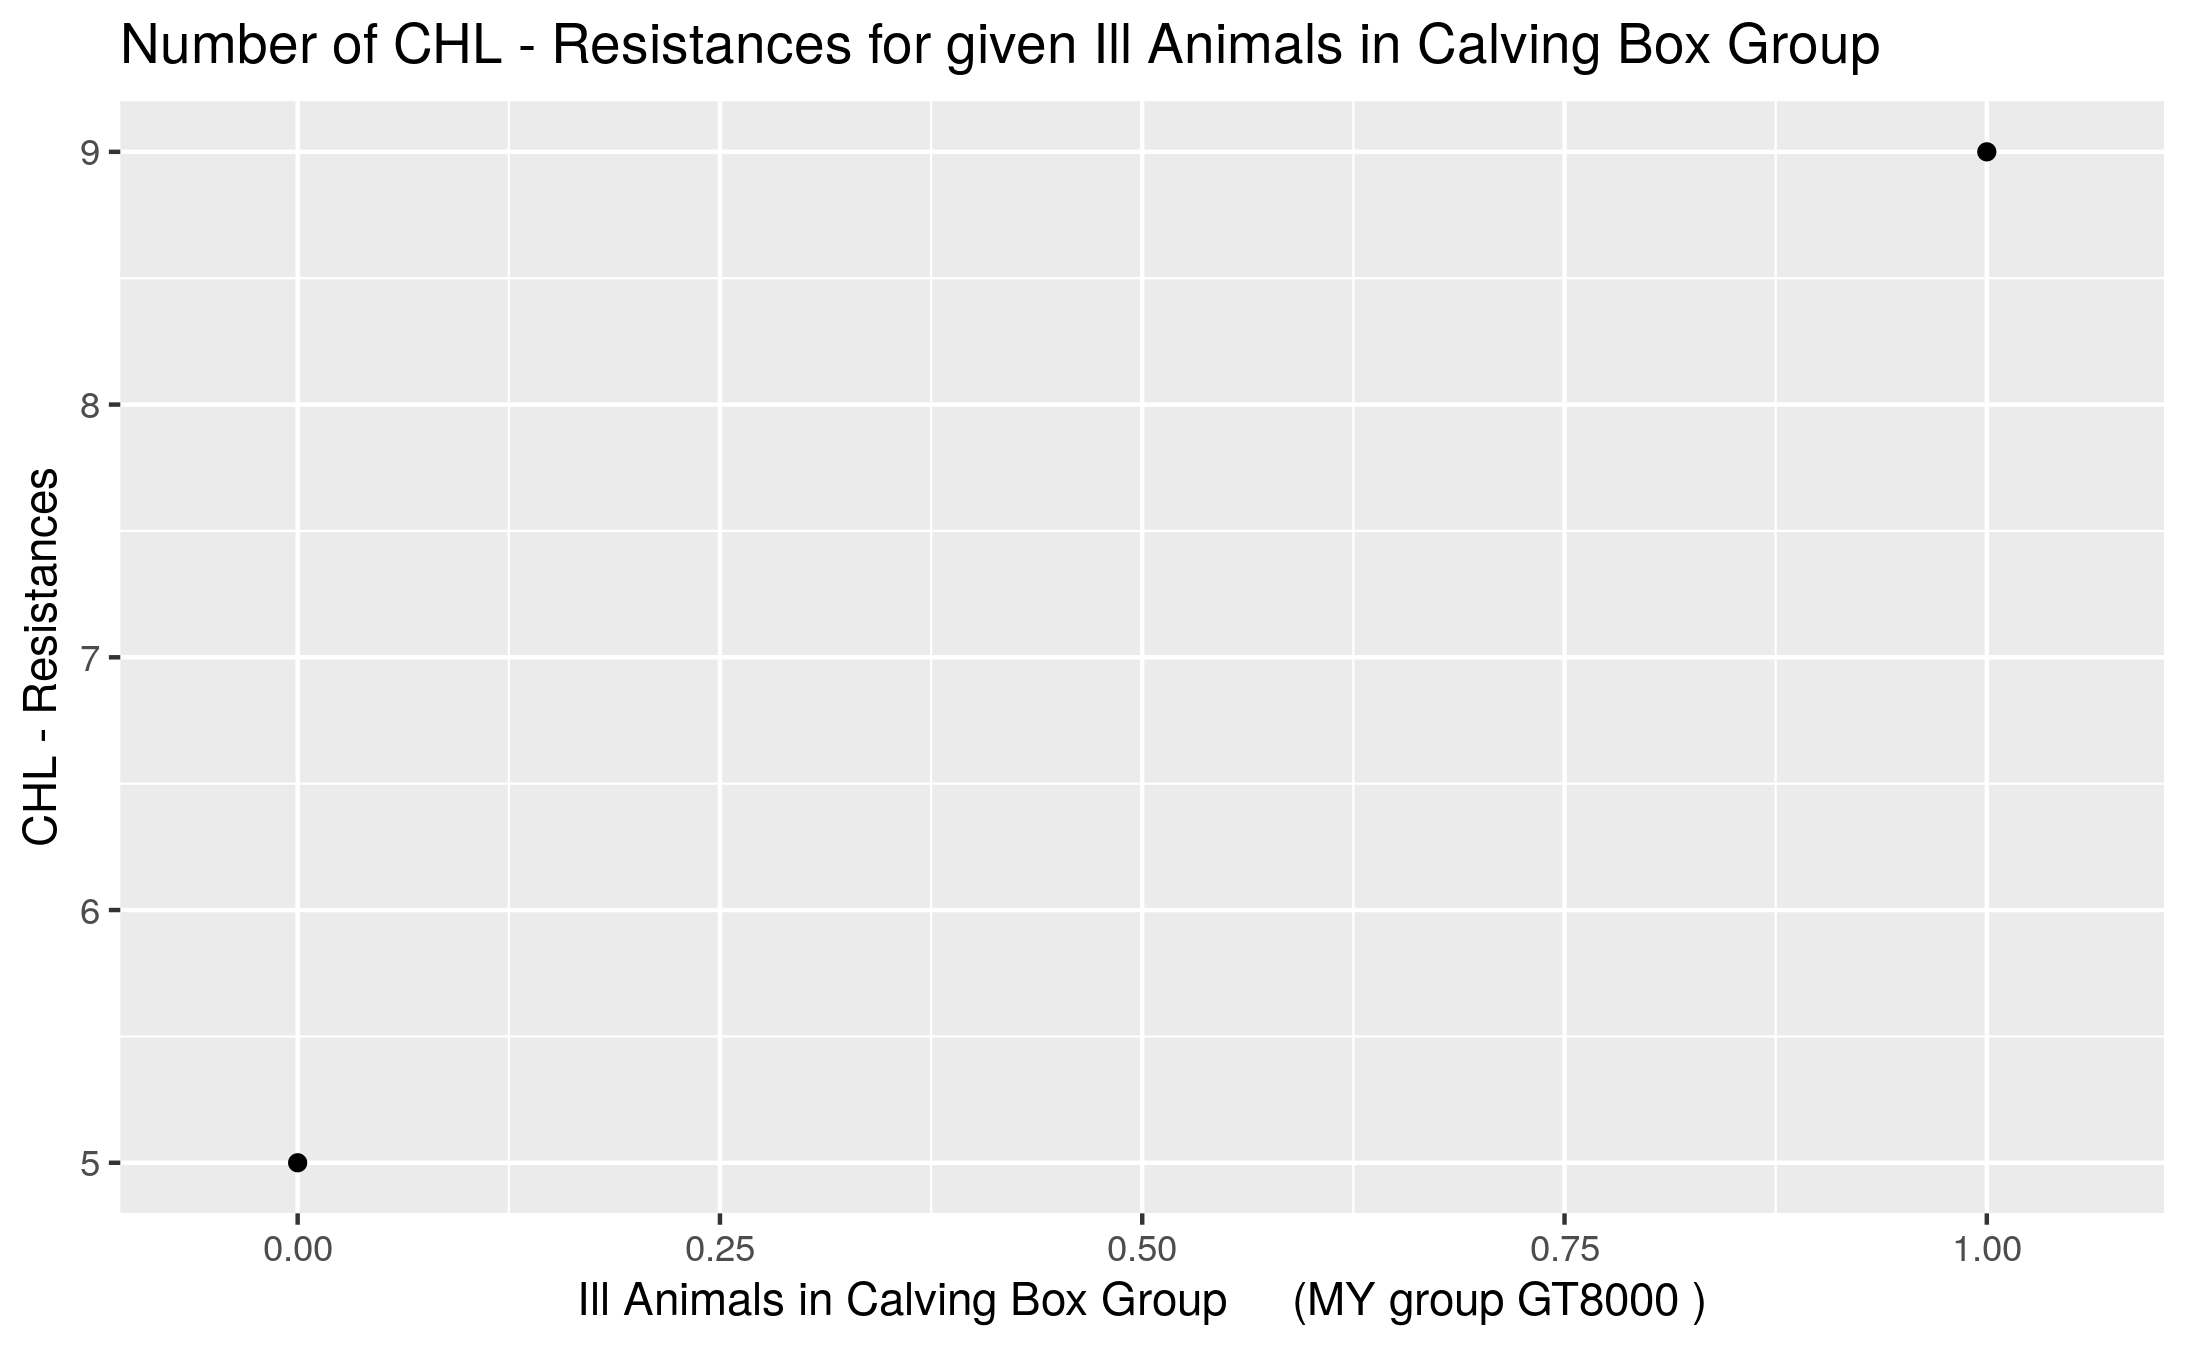 Number of CHL - Resistances for given Ill Animals in Calving Box Group
CHL - Resistances
9
8
7
6
5
0.00 0.25 0.50 0.75 1.00
Ill Animals in Calving Box Group (MY group GT8000 )